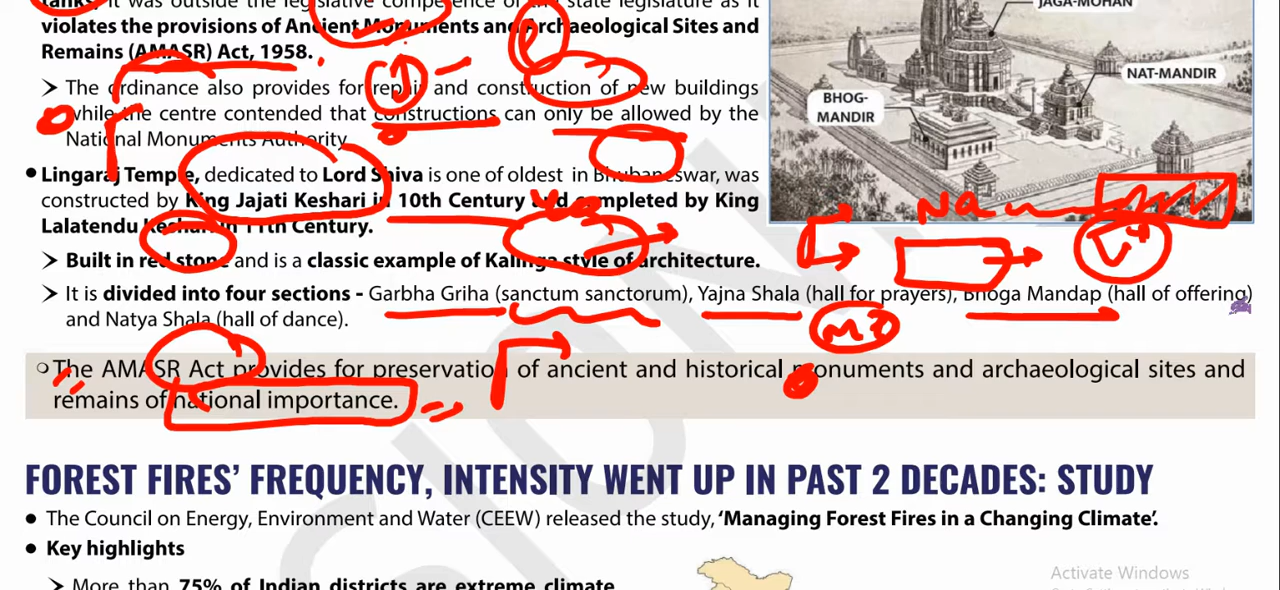 tanks, it was outside the legislative competence of the state legislature as it
violates the provisions of Ancient Monuments and Archaeological Sites and
Remains (AMASR) Act, 1958.
➤ The ordinance also provides for repair and construction of new buildings
while the centre contended that constructions can only be allowed by the
National Monuments Authority.
● Lingaraj Temple, dedicated to Lord Shiva is one of oldest in Bhubaneswar, was
constructed by King Jajati Keshari in 10th Century and completed by King
Lalatendu Keshari in 11th Century.
➤ Built in red stone and is a classic example of Kalinga style of architecture.
➤ It is divided into four sections - Garbha Griha (sanctum sanctorum), Yajna Shala (hall for prayers), Bhoga Mandap (hall of offering)
and Natya Shala (hall of dance).
JAGA-MOHAN
NAT-MANDIR
BHOG-
MANDIR
○ The AMASR Act provides for preservation of ancient and historical monuments and archaeological sites and
remains of national importance.
FOREST FIRES' FREQUENCY, INTENSITY WENT UP IN PAST 2 DECADES: STUDY
● The Council on Energy, Environment and Water (CEEW) released the study, 'Managing Forest Fires in a Changing Climate'.
● Key highlights
➤ More than 75% of Indian districts are extreme climate
Activate Windows